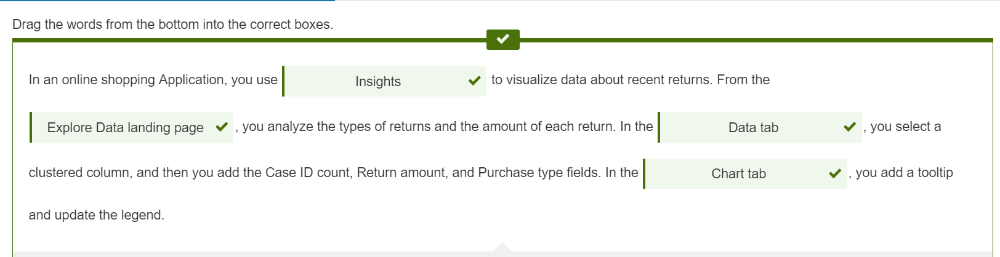 Drag the words from the bottom into the correct boxes.
In an online shopping Application, you use Insights to visualize data about recent returns. From the
Explore Data landing page , you analyze the types of returns and the amount of each return. In the Data tab , you select a
clustered column, and then you add the Case ID count, Return amount, and Purchase type fields. In the Chart tab , you add a tooltip
and update the legend.